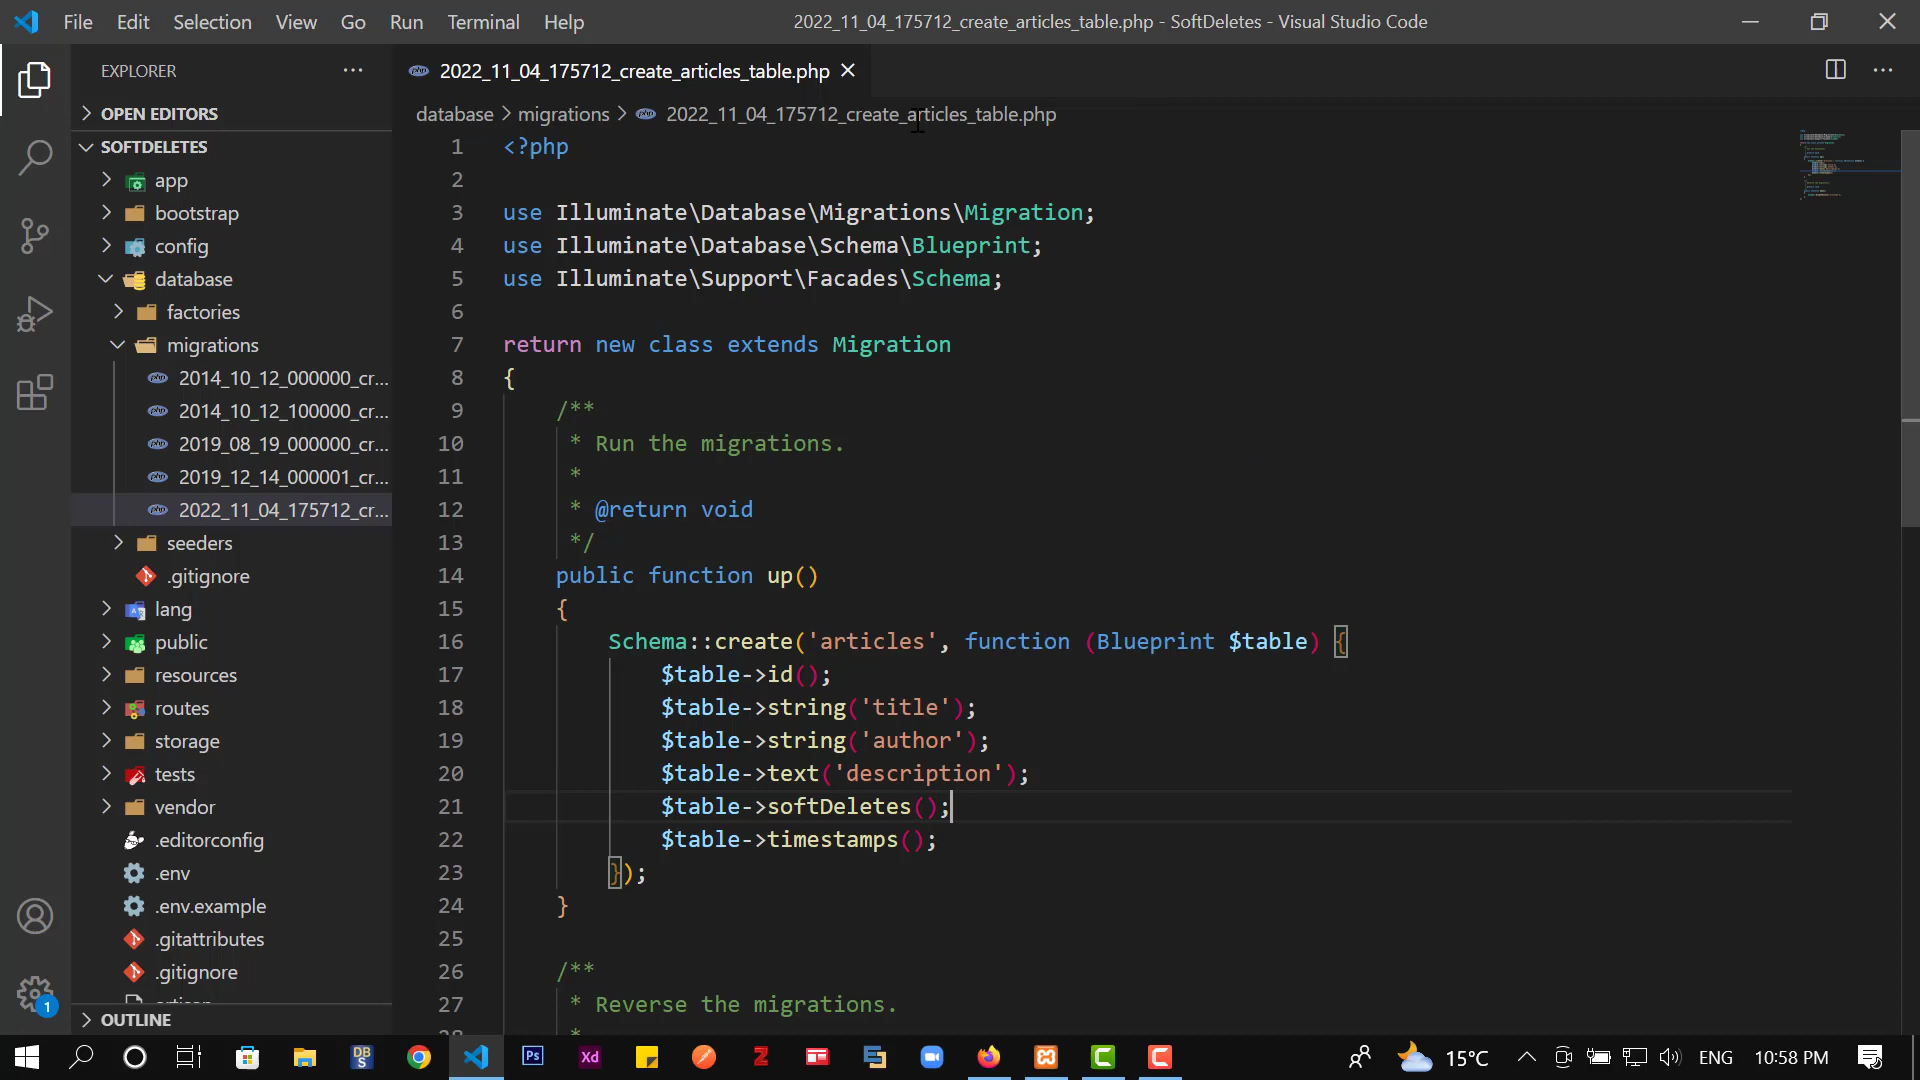 File Edit Selection View Go Run Terminal Help
2022_11_04_175712_create_articles_table.php - SoftDeletes - Visual Studio Code
EXPLORER
2022_11_04_175712_create_articles_table.php
OPEN EDITORS
SOFTDELETES
app
bootstrap
config
database
factories
migrations
2014_10_12_000000_cr...
2014_10_12_100000_cr...
2019_08_19_000000_cr...
2019_12_14_000001_cr...
2022_11_04_175712_cr...
seeders
.gitignore
lang
public
resources
routes
storage
tests
vendor
.editorconfig
.env
.env.example
.gitattributes
.gitignore
OUTLINE
database > migrations > 2022_11_04_175712_create_articles_table.php
1 <?php
2
3 use Illuminate\Database\Migrations\Migration;
4 use Illuminate\Database\Schema\Blueprint;
5 use Illuminate\Support\Facades\Schema;
6
7 return new class extends Migration
8 {
9 /**
10 * Run the migrations.
11 *
12 * @return void
13 */
14 public function up()
15 {
16 Schema::create('articles', function (Blueprint $table) {
17 $table->id();
18 $table->string('title');
19 $table->string('author');
20 $table->text('description');
21 $table->softDeletes();
22 $table->timestamps();
23 });
24 }
25
26 /**
27 * Reverse the migrations.
1
DB
S
Ps
Xd
15°C
ENG
10:58 PM